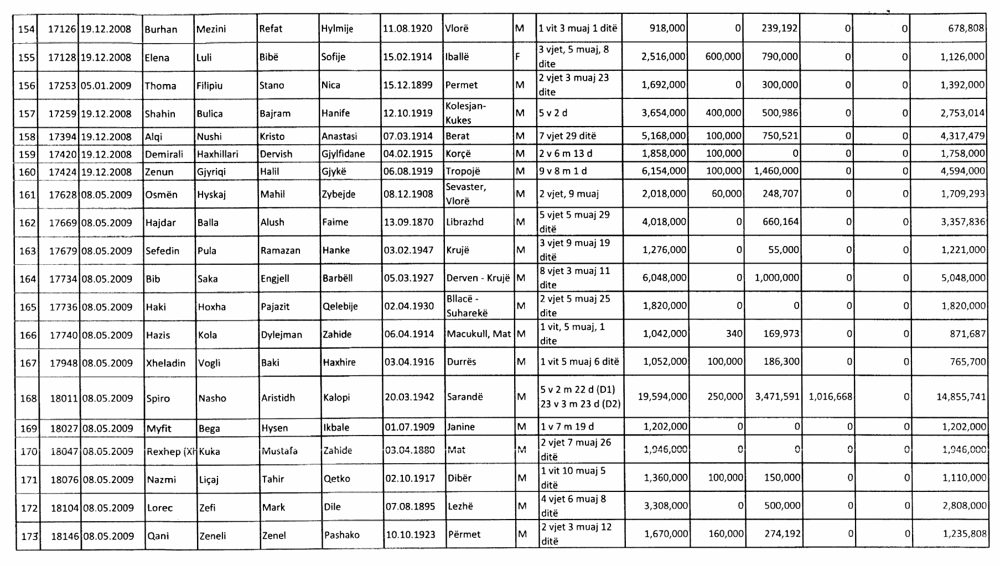 154 17126 19.12.2008 Burhan Mezini Refat Hylmije 11.08.1920 Vlorë M 1 vit 3 muaj 1 ditë 918,000 0 239,192 0 0 678,808
155 17128 19.12.2008 Elena Luli Bibë Sofije 15.02.1914 Iballë F 3 vjet, 5 muaj, 8 dite 2,516,000 600,000 790,000 0 0 1,126,000
156 17253 05.01.2009 Thoma Filipiu Stano Nica 15.12.1899 Permet M 2 vjet 3 muaj 23 dite 1,692,000 0 300,000 0 0 1,392,000
157 17259 19.12.2008 Shahin Bulica Bajram Hanife 12.10.1919 Kolesjan-Kukes M 5 v 2 d 3,654,000 400,000 500,986 0 0 2,753,014
158 17394 19.12.2008 Alqi Nushi Kristo Anastasi 07.03.1914 Berat M 7 vjet 29 ditë 5,168,000 100,000 750,521 0 0 4,317,479
159 17420 19.12.2008 Demirali Haxhillari Dervish Gjylfidane 04.02.1915 Korçë M 2 v 6 m 13 d 1,858,000 100,000 0 0 0 1,758,000
160 17424 19.12.2008 Zenun Gjyriqi Halil Gjykë 06.08.1919 Tropojë M 9 v 8 m 1 d 6,154,000 100,000 1,460,000 0 0 4,594,000
161 17628 08.05.2009 Osmën Hyskaj Mahil Zybejde 08.12.1908 Sevaster, Vlorë M 2 vjet, 9 muaj 2,018,000 60,000 248,707 0 0 1,709,293
162 17669 08.05.2009 Hajdar Balla Alush Faime 13.09.1870 Librazhd M 5 vjet 5 muaj 29 ditë 4,018,000 0 660,164 0 0 3,357,836
163 17679 08.05.2009 Sefedin Pula Ramazan Hanke 03.02.1947 Krujë M 3 vjet 9 muaj 19 ditë 1,276,000 0 55,000 0 0 1,221,000
164 17734 08.05.2009 Bib Saka Engjell Barbëll 05.03.1927 Derven - Krujë M 8 vjet 3 muaj 11 dite 6,048,000 0 1,000,000 0 0 5,048,000
165 17736 08.05.2009 Haki Hoxha Pajazit Qelebije 02.04.1930 Bllacë - Suharekë M 2 vjet 5 muaj 25 dite 1,820,000 0 0 0 0 1,820,000
166 17740 08.05.2009 Hazis Kola Dylejman Zahide 06.04.1914 Macukull, Mat M 1 vit, 5 muaj, 1 dite 1,042,000 340 169,973 0 0 871,687
167 17948 08.05.2009 Xheladin Vogli Baki Haxhire 03.04.1916 Durrës M 1 vit 5 muaj 6 ditë 1,052,000 100,000 186,300 0 0 765,700
168 18011 08.05.2009 Spiro Nasho Aristidh Kalopi 20.03.1942 Sarandë M 5 v 2 m 22 d (D1) 23 v 3 m 23 d (D2) 19,594,000 250,000 3,471,591 1,016,668 0 14,855,741
169 18027 08.05.2009 Myfit Bega Hysen Ikbale 01.07.1909 Janine M 1 v 7 m 19 d 1,202,000 0 0 0 0 1,202,000
170 18047 08.05.2009 Rexhep (Xh Kuka Mustafa Zahide 03.04.1880 Mat M 2 vjet 7 muaj 26 ditë 1,946,000 0 0 0 0 1,946,000
171 18076 08.05.2009 Nazmi Liçaj Tahir Qetko 02.10.1917 Dibër M 1 vit 10 muaj 5 ditë 1,360,000 100,000 150,000 0 0 1,110,000
172 18104 08.05.2009 Lorec Zefi Mark Dile 07.08.1895 Lezhë M 4 vjet 6 muaj 8 ditë 3,308,000 0 500,000 0 0 2,808,000
173 18146 08.05.2009 Qani Zeneli Zenel Pashako 10.10.1923 Përmet M 2 vjet 3 muaj 12 ditë 1,670,000 160,000 274,192 0 0 1,235,808